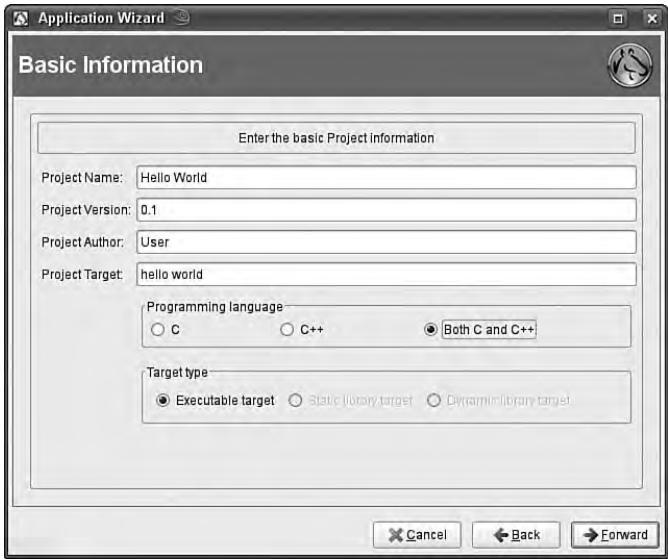 Application Wizard
Basic Information
Enter the basic Project information
Project Name: Hello World
Project Version: 0.1
Project Author: User
Project Target: hello world
Programming language
C C++ Both C and C++
Target type
Executable target Static library target Dynamic library target
Cancel Back Forward